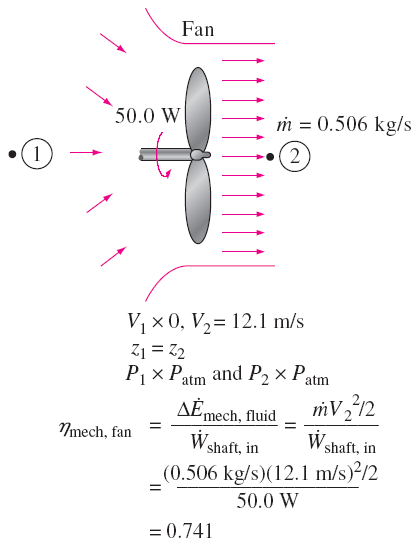 Fan
50.0 W
ṁ = 0.506 kg/s
1
2
V₁ × 0, V₂ = 12.1 m/s
z₁ = z₂
P₁ × Patm and P₂ × Patm
ηmech, fan = ΔĖmech, fluid / Ẇshaft, in = ṁV₂²/2 / Ẇshaft, in
= (0.506 kg/s)(12.1 m/s)²/2 / 50.0 W
= 0.741